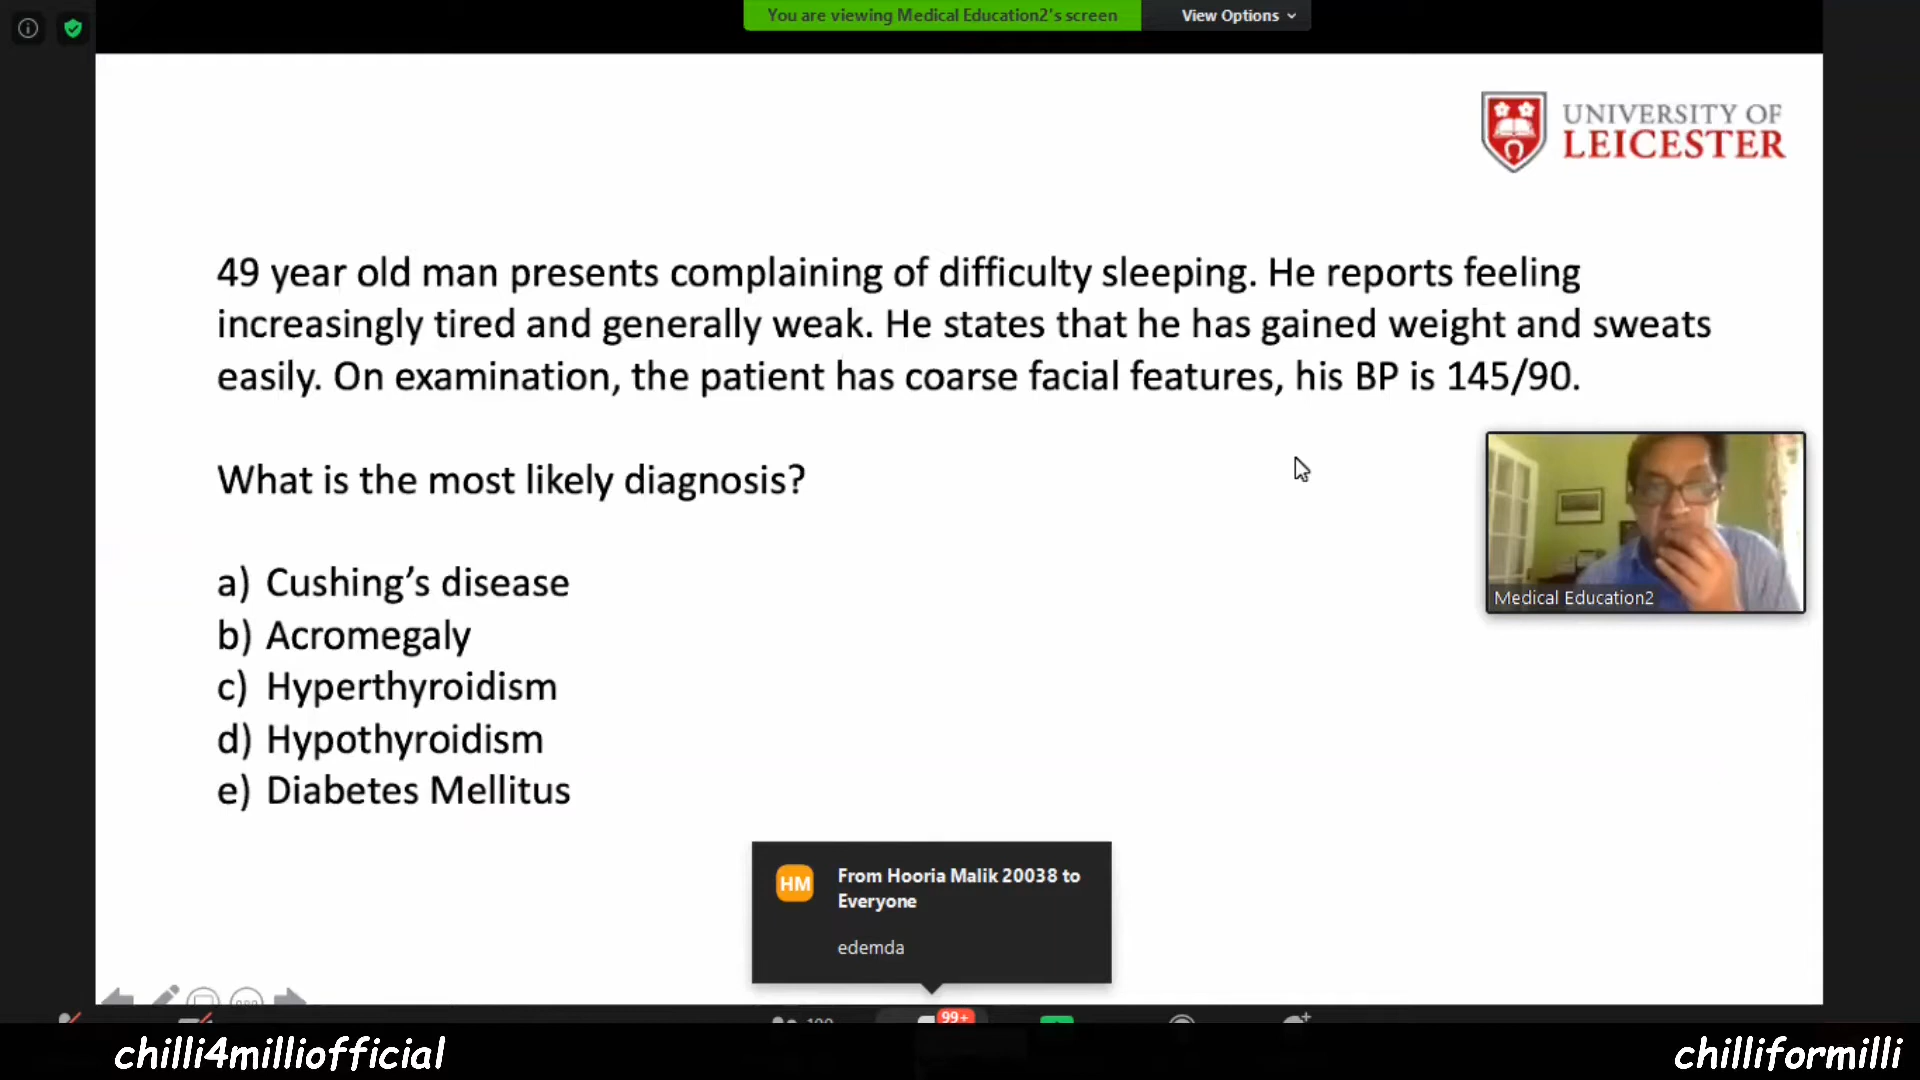 You are viewing Medical Education2's screen
View Options
UNIVERSITY OF
LEICESTER
49 year old man presents complaining of difficulty sleeping. He reports feeling
increasingly tired and generally weak. He states that he has gained weight and sweats
easily. On examination, the patient has coarse facial features, his BP is 145/90.
What is the most likely diagnosis?
a) Cushing’s disease
b) Acromegaly
c) Hyperthyroidism
d) Hypothyroidism
e) Diabetes Mellitus
Medical Education2
HM
From Hooria Malik 20038 to
Everyone
edemda
99+
chilli4milliofficial
chilliformilli